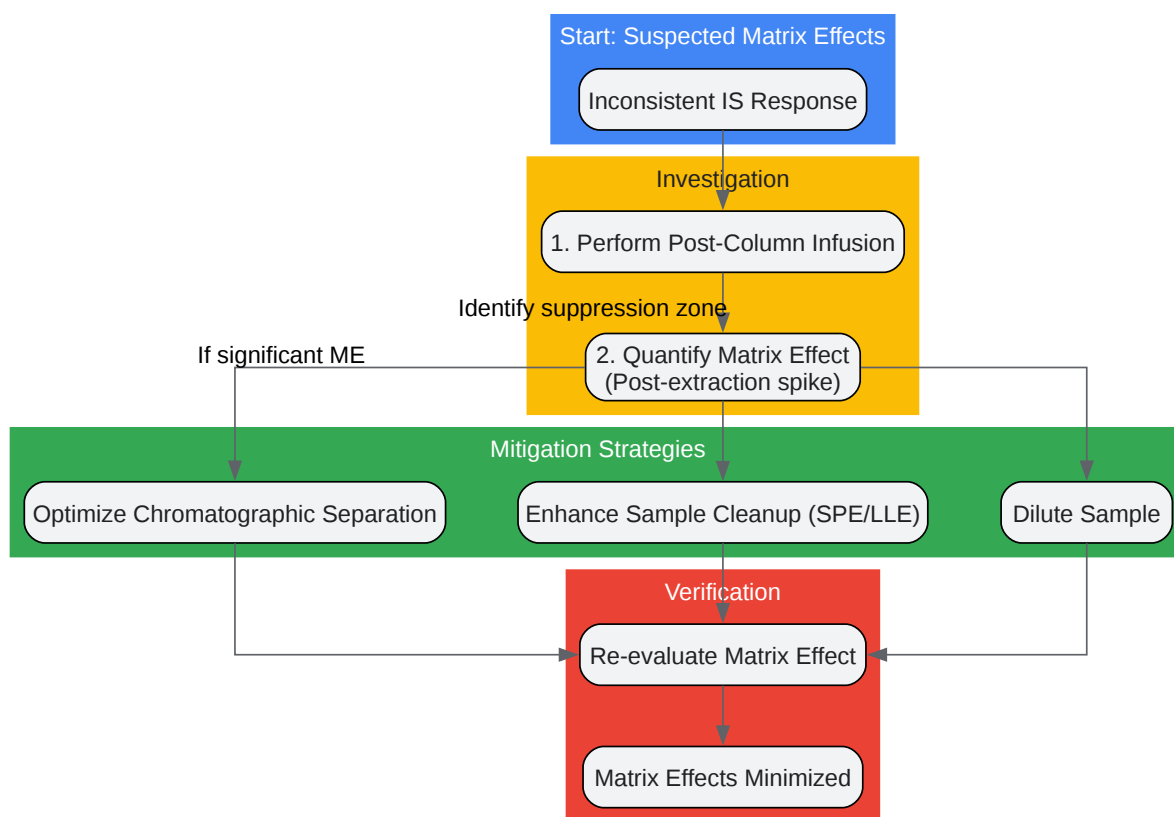 Start: Suspected Matrix Effects
Inconsistent IS Response
Investigation
1. Perform Post-Column Infusion
Identify suppression zone
If significant ME
2. Quantify Matrix Effect
(Post-extraction spike)
Mitigation Strategies
Optimize Chromatographic Separation
Enhance Sample Cleanup (SPE/LLE)
Dilute Sample
Verification
Re-evaluate Matrix Effect
Matrix Effects Minimized